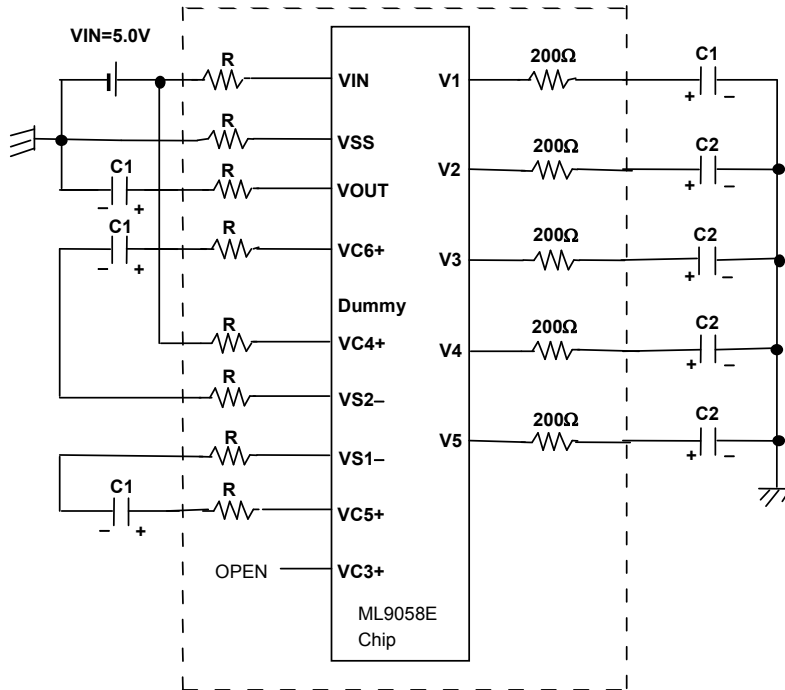 VIN=5.0V
R
VIN
R
VSS
C1
R
VOUT
– +
C1
R
VC6+
– +
Dummy
R
VC4+
R
VS2–
R
VS1–
C1
R
VC5+
– +
OPEN
VC3+
ML9058E
Chip
V1
200Ω
C1
+ –
V2
200Ω
C2
+ –
V3
200Ω
C2
+ –
V4
200Ω
C2
+ –
V5
200Ω
C2
+ –